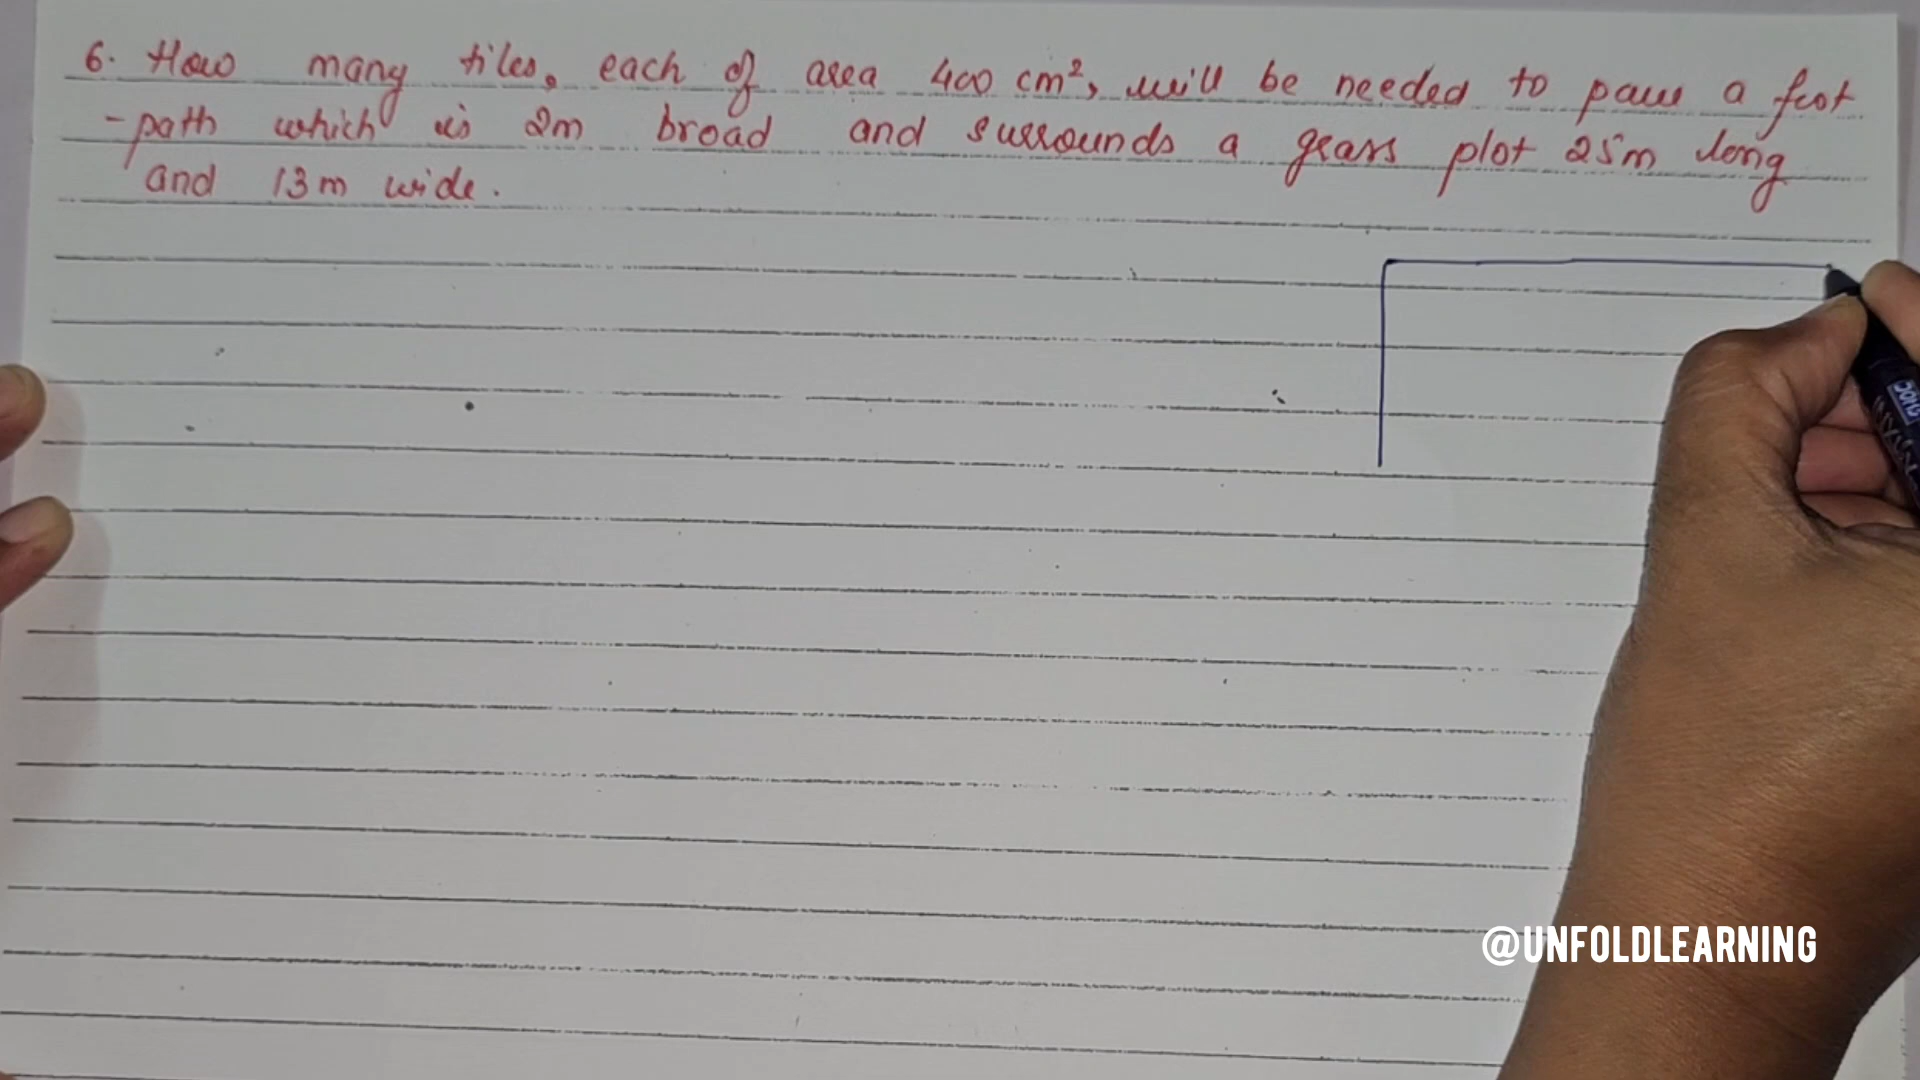 6. How many tiles, each of area 400 cm², will be needed to pave a foot
-path which is 2m broad and surrounds a grass plot 25m long
and 13m wide.
@UNFOLDLEARNING